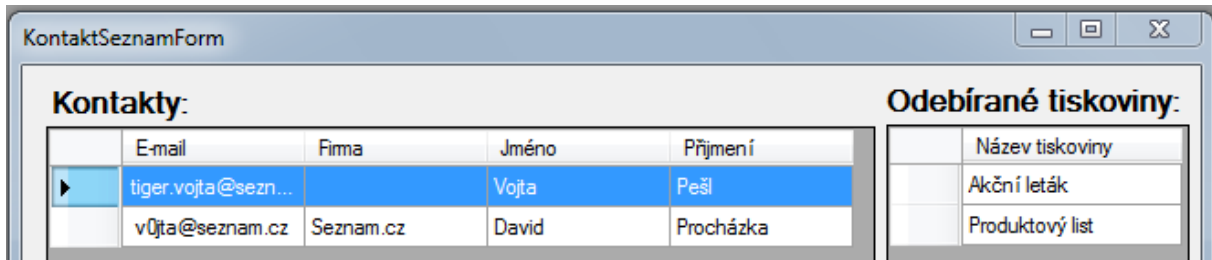 KontaktSeznamForm
Kontakty: Odebírané tiskoviny:
E-mail Firma Jméno Přijmení Název tiskoviny
tiger.vojta@sezn... Vojta Pešl Akční leták
v0jta@seznam.cz Seznam.cz David Procházka Produktový list